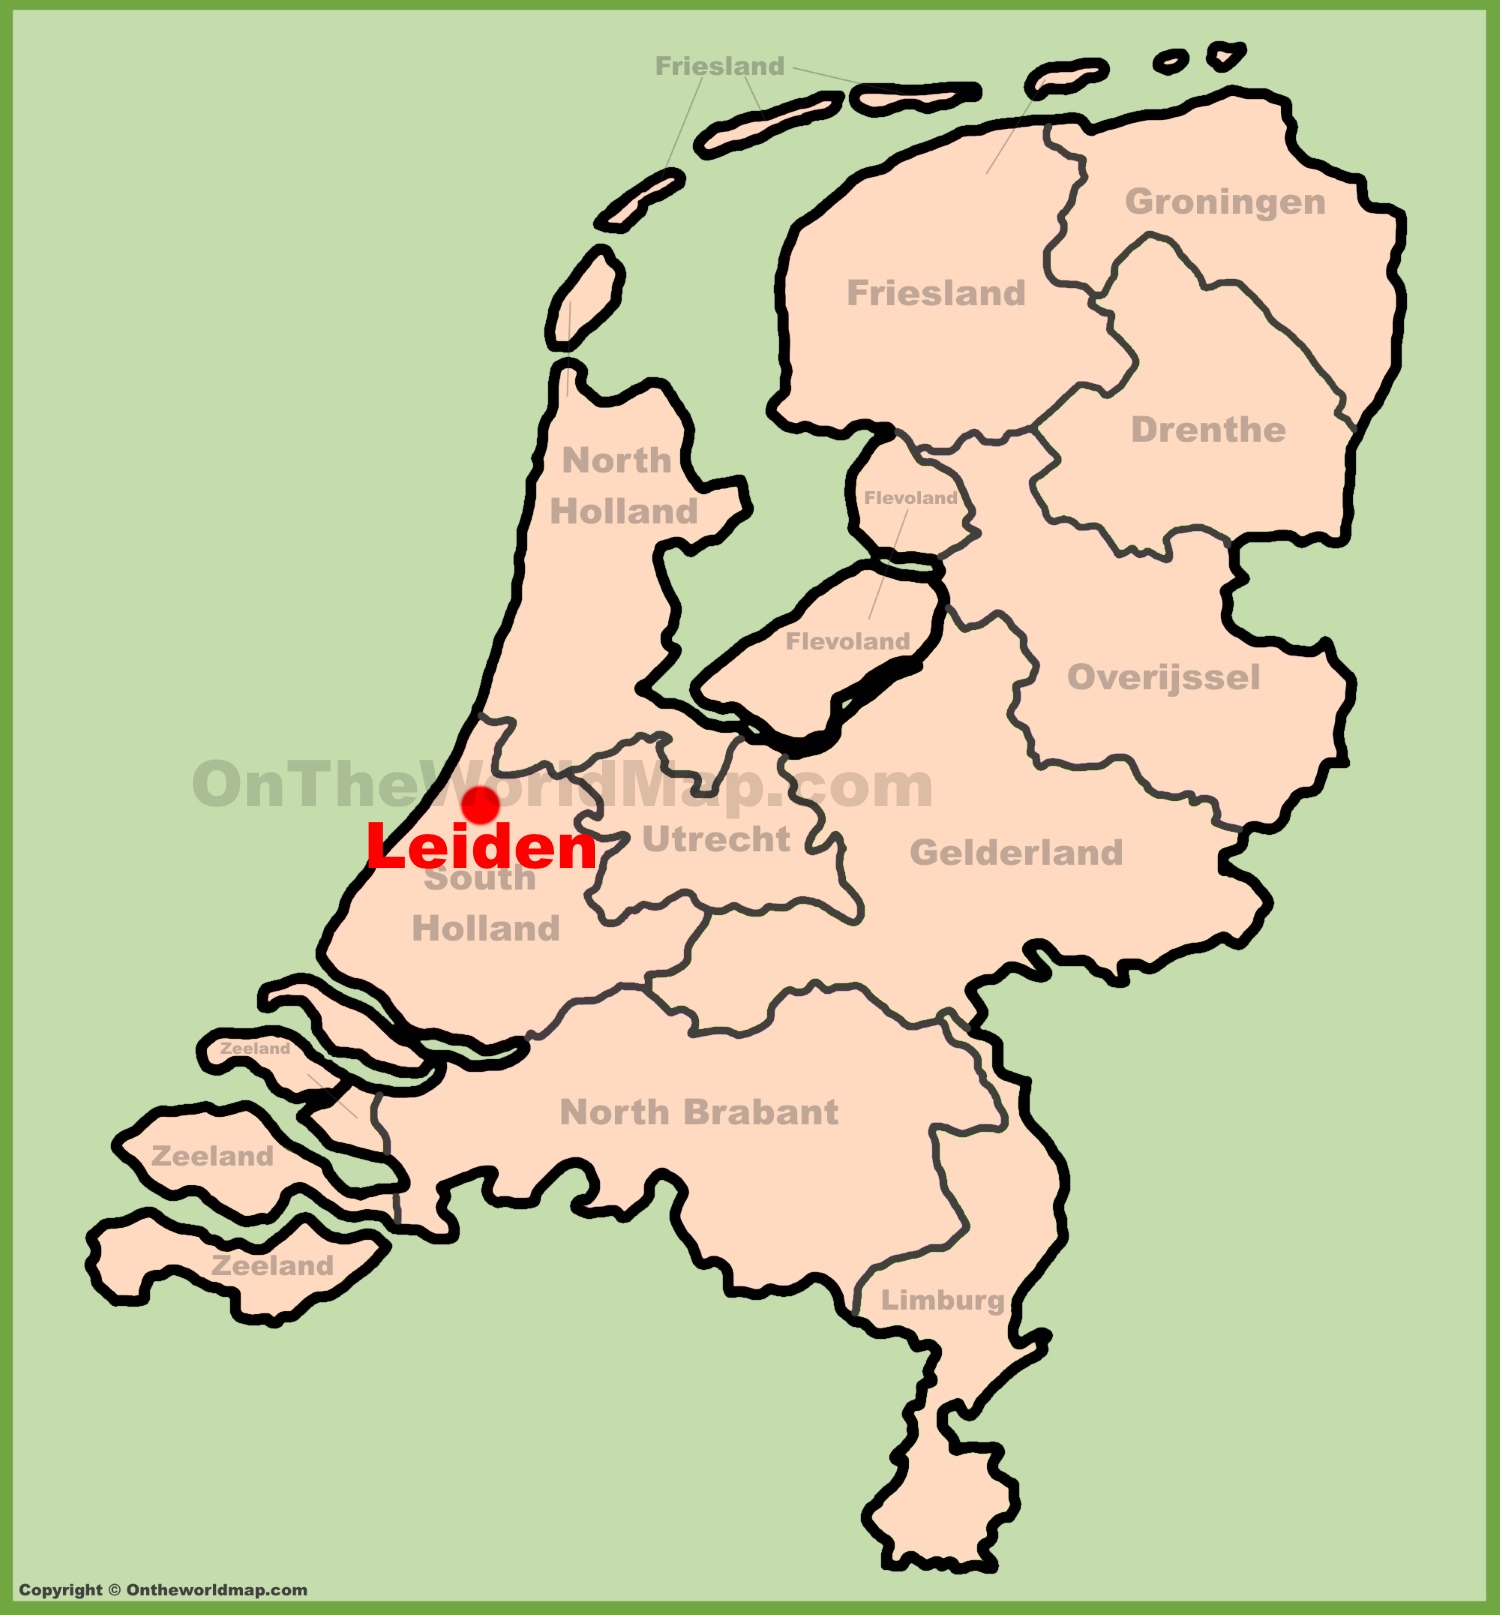 Friesland
Groningen
Friesland
Drenthe
North
Holland
Flevoland
Flevoland
Overijssel
OnTheWorldMap.com
Leiden
Utrecht
Gelderland
South
Holland
Zeeland
North Brabant
Zeeland
Zeeland
Limburg
Copyright © Ontheworldmap.com